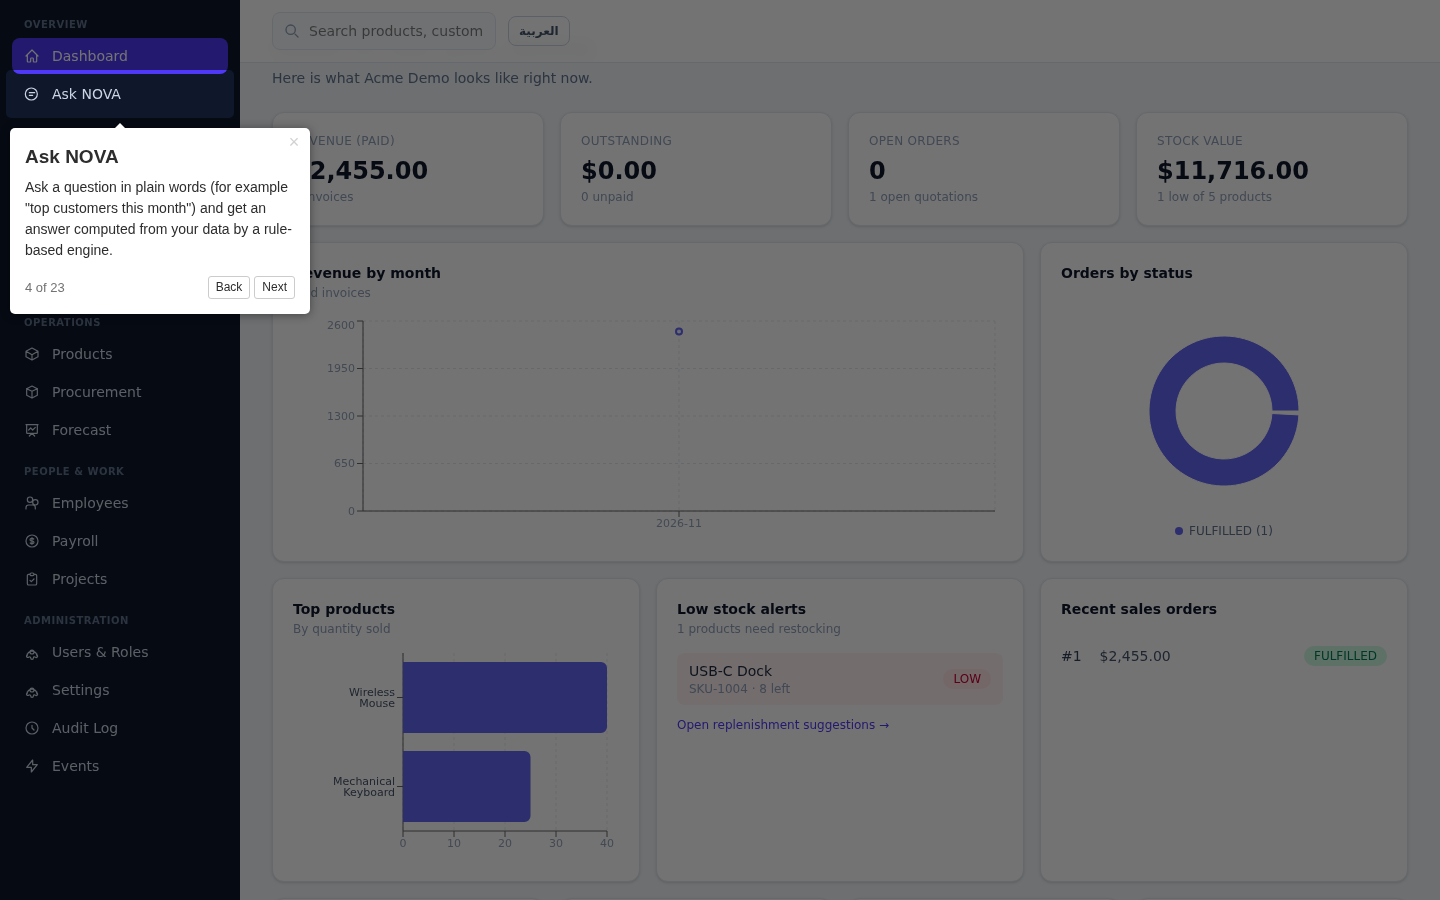 OVERVIEW
Dashboard
Ask NOVA
Ask NOVA
×
Ask a question in plain words (for example
"top customers this month") and get an
answer computed from your data by a rule-
based engine.
4 of 23
Back
Next
OPERATIONS
Products
Procurement
Forecast
PEOPLE & WORK
Employees
Payroll
Projects
ADMINISTRATION
Users & Roles
Settings
Audit Log
Events
Search products, custom
العربية
Here is what Acme Demo looks like right now.
VENUE (PAID)
2,455.00
nvoices
OUTSTANDING
$0.00
0 unpaid
OPEN ORDERS
0
1 open quotations
STOCK VALUE
$11,716.00
1 low of 5 products
evenue by month
d invoices
2600
1950
1300
650
0
2026-11
Orders by status
FULFILLED (1)
Top products
By quantity sold
Wireless
Mouse
Mechanical
Keyboard
0 10 20 30 40
Low stock alerts
1 products need restocking
USB-C Dock
SKU-1004 · 8 left
LOW
Open replenishment suggestions →
Recent sales orders
#1 $2,455.00 FULFILLED